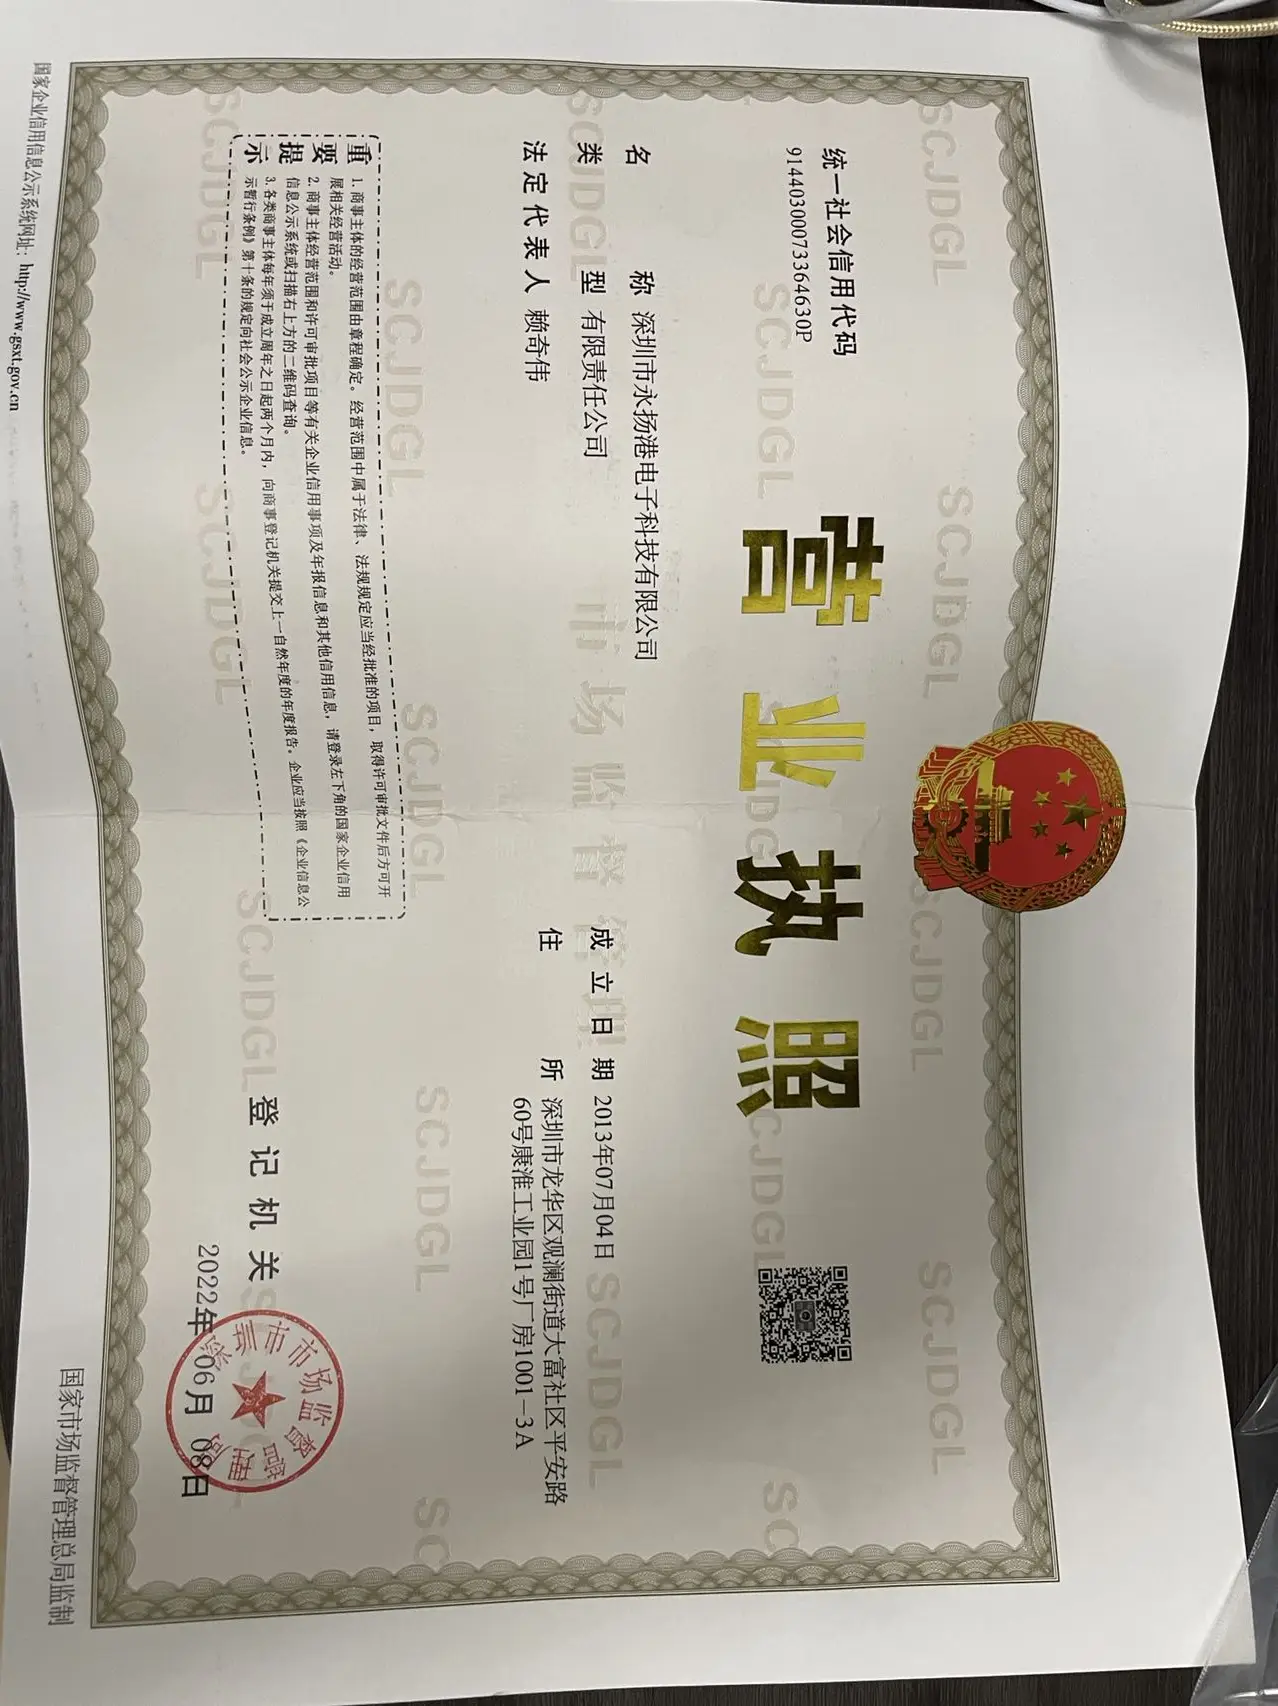 营业执照
统一社会信用代码
91440300073364630P
名称 深圳市永扬港电子科技有限公司
类型 有限责任公司
法定代表人 赖奇伟
成立日期 2013年07月04日
住所 深圳市龙华区观澜街道大富社区平安路
60号康淮工业园1号厂房1001-3A
重要提示
1. 商事主体的经营范围由章程确定。经营范围中属于法律、法规规定应当经批准的项目，取得许可审批文件后方可开
展相关经营活动。
2. 商事主体经营范围和许可审批项目等有关企业信用事项及年报信息和其他信用信息，请登录左下角的国家企业信用
信息公示系统或扫描右上方的二维码查询。
3. 各类商事主体每年须于成立周年之日起两个月内，向商事登记机关提交上一自然年度的年度报告。企业应当按照《企业信息公
示暂行条例》第十条的规定向社会公示企业信息。
登记机关
深圳市市场监督管理局
2022年06月08日
国家企业信用信息公示系统网址：http://www.gsxt.gov.cn
国家市场监督管理总局监制
SCJDGL
市场监督管理